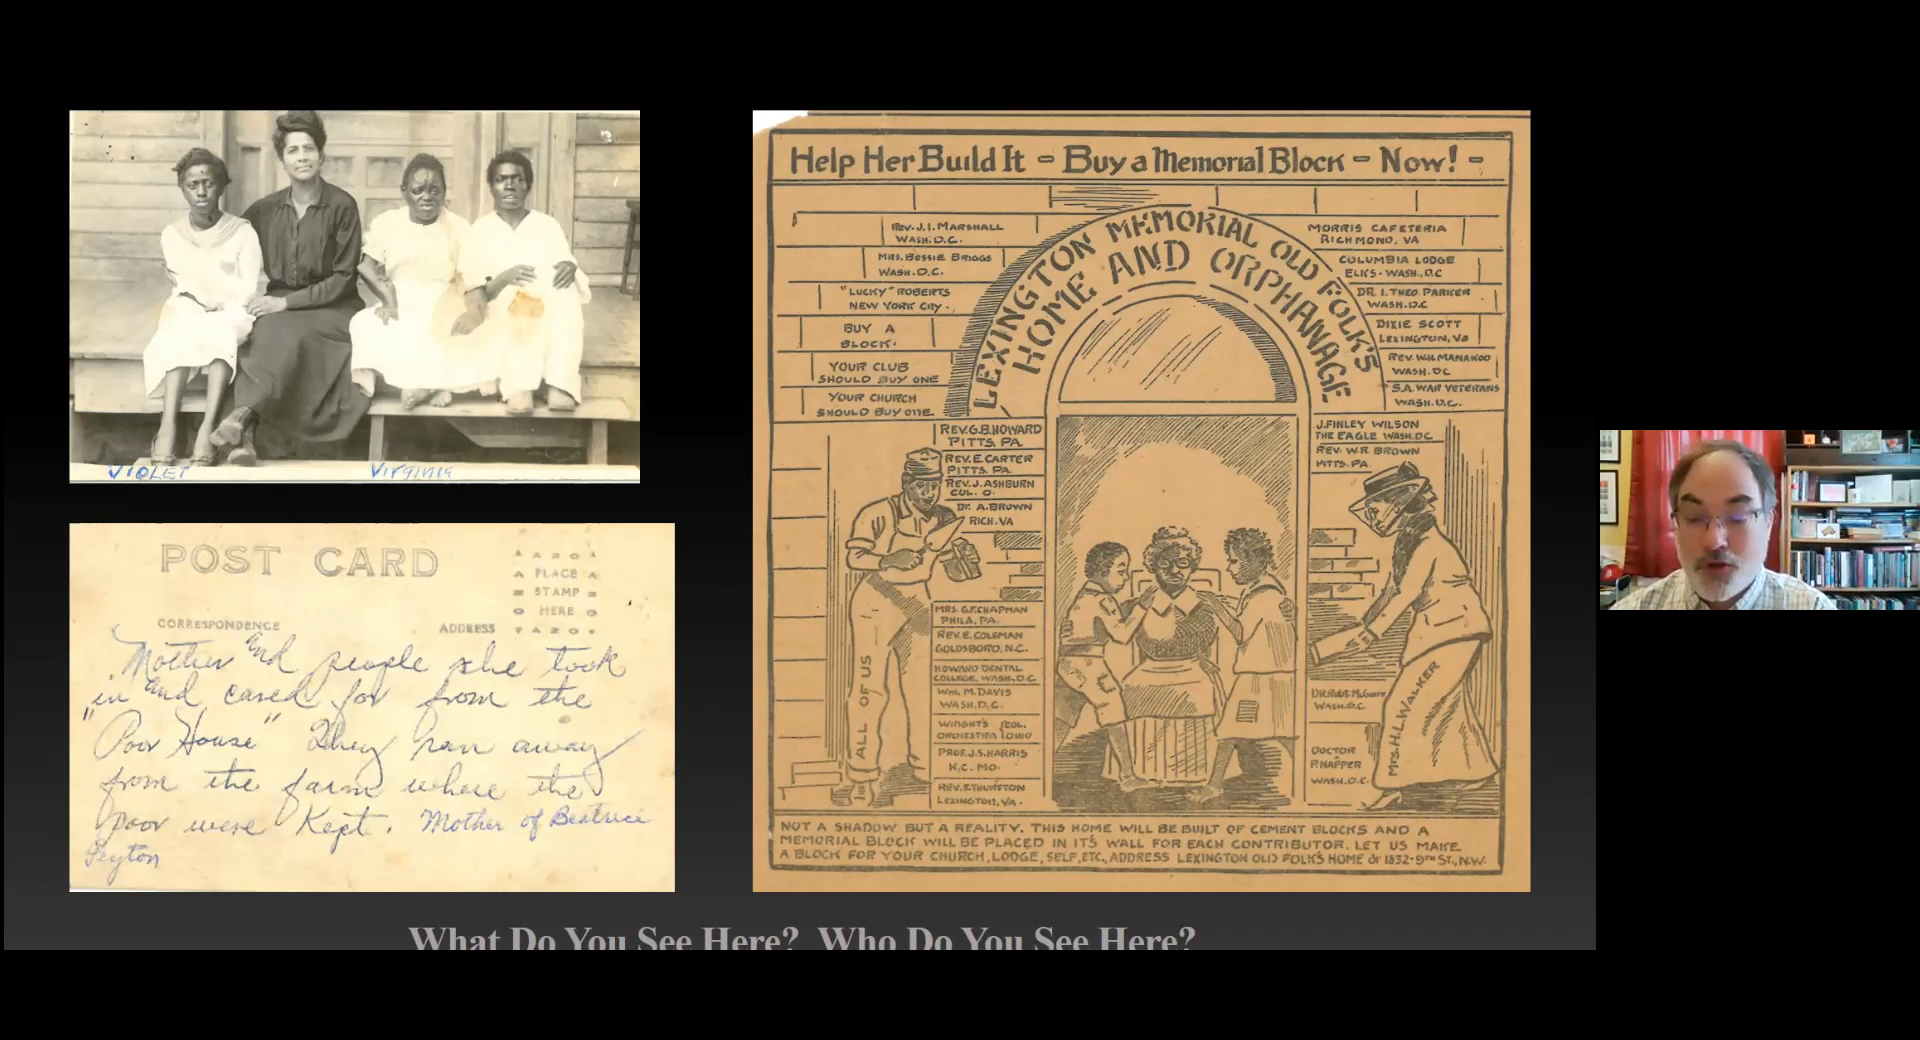 VIOLET Virginia
POST CARD
PLACE
STAMP
HERE
CORRESPONDENCE ADDRESS
Mother and people she took
in and cared for from the
"Poor House" They ran away
from the farm where the
poor were Kept. Mother of Beatrice
Peyton
Help Her Build It - Buy a Memorial Block - Now! -
LEXINGTON MEMORIAL OLD FOLK'S
HOME AND ORPHANAGE
REV. J. I. MARSHALL
WASH. D.C.
MRS. BOSSIE BRIGGS
WASH. D.C.
"LUCKY" ROBERTS
NEW YORK CITY.
BUY A
BLOCK.
YOUR CLUB
SHOULD BUY ONE
YOUR CHURCH
SHOULD BUY ONE.
REV. G.B. HOWARD
PITTS. PA.
REV. E. CARTER
PITTS. PA.
REV. J. ASHBURN
COL. O.
DR. A. BROWN
RICH. VA
MRS. G.F. CHAPMAN
PHILA. PA.
REV. E. COLEMAN
GOLDSBORO, N.C.
HOWARD DENTAL
COLLEGE. WASH. D.C.
WM. M. DAVIS
WASH. D.C.
WRIGHT'S COL.
ORCHESTRA OHIO
PROF. J.S. HARRIS
K.C. MO.
REV. S. THURSTON
LEXINGTON, VA.
ALL OF US
MORRIS CAFETERIA
RICHMOND, VA
COLUMBIA LODGE
ELKS - WASH., D.C
DR. I. THEO. PARKER
WASH. D.C
DIXIE SCOTT
LEXINGTON, VA
REV. W.H. MANAKOO
WASH. DC
S.A. WAR VETERANS
WASH. D.C.
J. FINLEY WILSON
THE EAGLE WASH. DC
REV. W.R. BROWN
PITTS. PA.
DR. ROBT. McGuire
WASH. D.C
DOCTOR
P. NAPPER
WASH. D.C.
MRS. H.L. WALKER
NOT A SHADOW BUT A REALITY. THIS HOME WILL BE BUILT OF CEMENT BLOCKS AND A
MEMORIAL BLOCK WILL BE PLACED IN IT'S WALL FOR EACH CONTRIBUTOR. LET US MAKE
A BLOCK FOR YOUR CHURCH, LODGE, SELF, ETC., ADDRESS LEXINGTON OLD FOLK'S HOME or 1832-9TH ST., N.W.
What Do You See Here? Who Do You See Here?